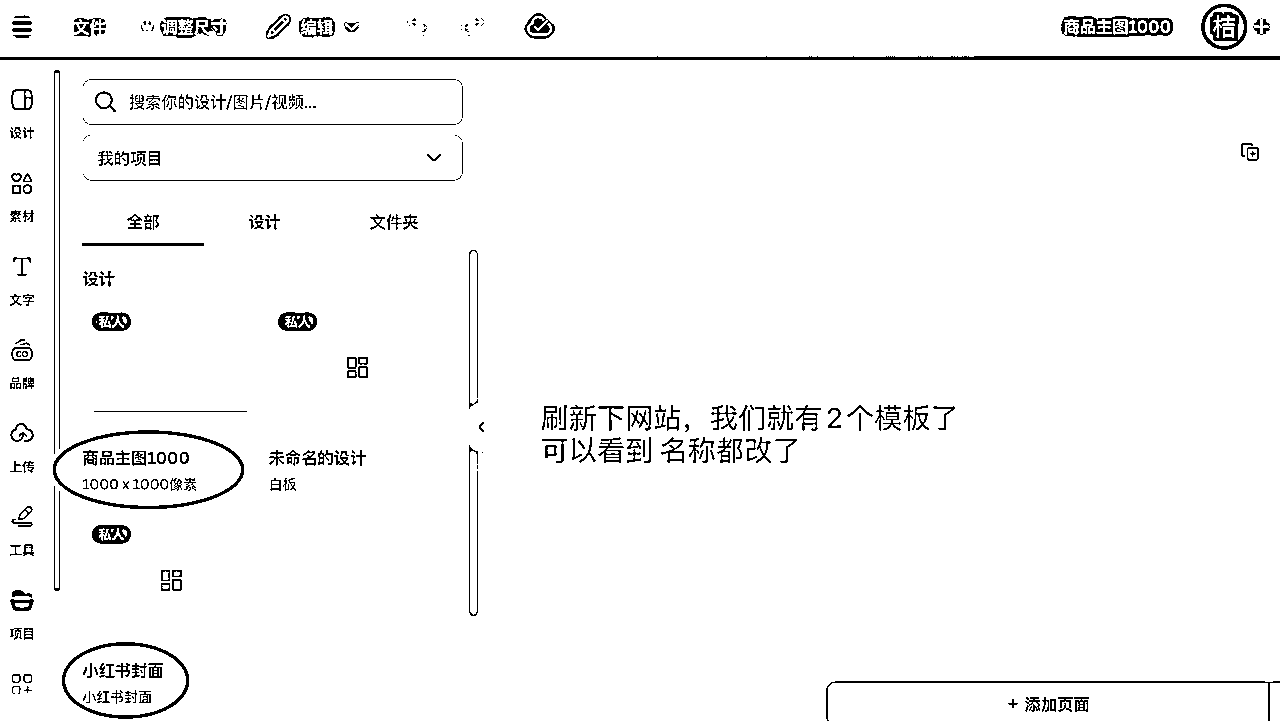 文件
调整尺寸
编辑
商品主图1000
桔
设计
素材
文字
品牌
上传
工具
项目
搜索你的设计/图片/视频...
我的项目
全部 设计 文件夹
设计
私人 私人
商品主图1000
1000 x 1000像素
未命名的设计
白板
私人
小红书封面
小红书封面
刷新下网站，我们就有2个模板了
可以看到 名称都改了
+ 添加页面